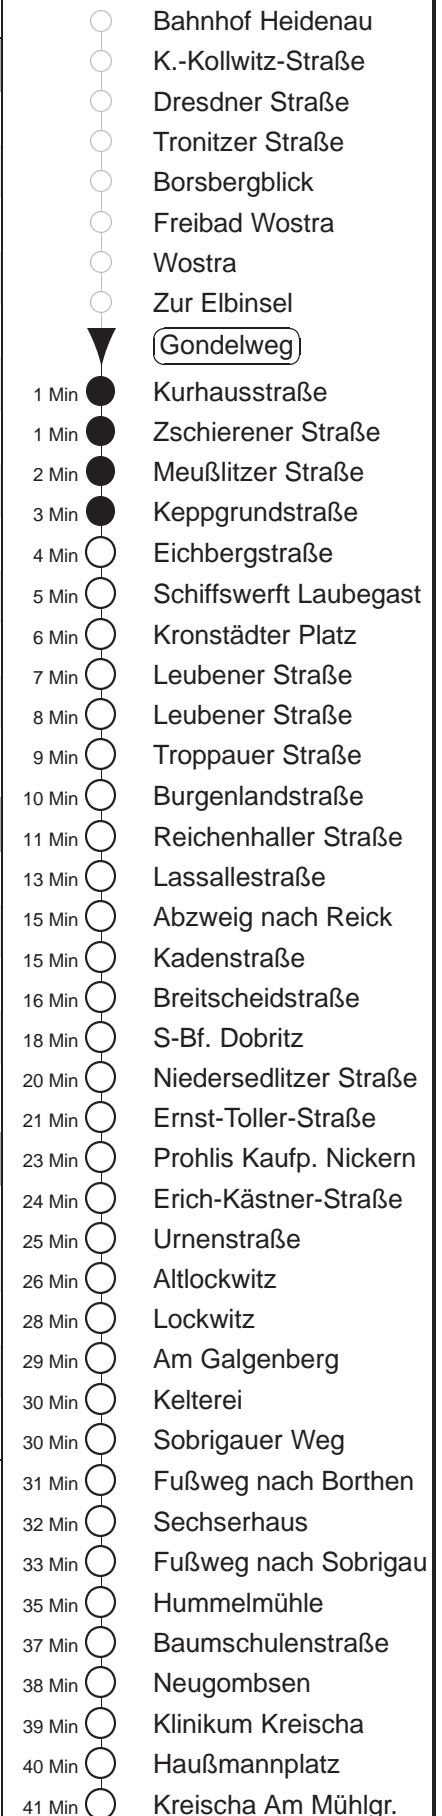 Bahnhof Heidenau
K.-Kollwitz-Straße
Dresdner Straße
Tronitzer Straße
Borsbergblick
Freibad Wostra
Wostra
Zur Elbinsel
Gondelweg
1 Min Kurhausstraße
1 Min Zschierener Straße
2 Min Meußlitzer Straße
3 Min Keppgrundstraße
4 Min Eichbergstraße
5 Min Schiffswerft Laubegast
6 Min Kronstädter Platz
7 Min Leubener Straße
8 Min Leubener Straße
9 Min Troppauer Straße
10 Min Burgenlandstraße
11 Min Reichenhaller Straße
13 Min Lassallestraße
15 Min Abzweig nach Reick
15 Min Kadenstraße
16 Min Breitscheidstraße
18 Min S-Bf. Dobritz
20 Min Niedersedlitzer Straße
21 Min Ernst-Toller-Straße
23 Min Prohlis Kaufp. Nickern
24 Min Erich-Kästner-Straße
25 Min Urnenstraße
26 Min Altlockwitz
28 Min Lockwitz
29 Min Am Galgenberg
30 Min Kelterei
30 Min Sobrigauer Weg
31 Min Fußweg nach Borthen
32 Min Sechserhaus
33 Min Fußweg nach Sobrigau
35 Min Hummelmühle
37 Min Baumschulenstraße
38 Min Neugombsen
39 Min Klinikum Kreischa
40 Min Haußmannplatz
41 Min Kreischa Am Mühlgr.